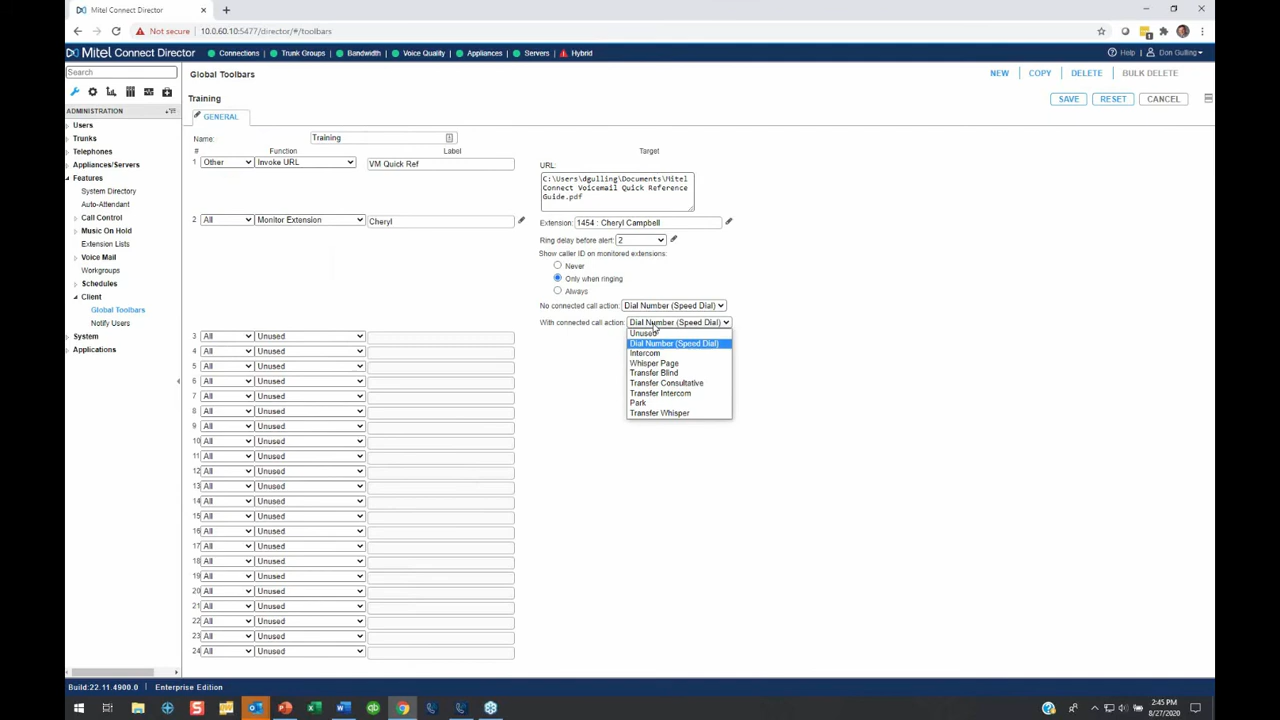 Mitel Connect Director
Not secure | 10.0.60.10:5477/director/#/toolbars
Mitel Connect Director Connections Trunk Groups Bandwidth Voice Quality Appliances Servers Hybrid Help Don Gulling
Search
Global Toolbars NEW COPY DELETE BULK DELETE
Training SAVE RESET CANCEL
ADMINISTRATION
Users
Trunks
Telephones
Appliances/Servers
Features
System Directory
Auto-Attendant
Call Control
Music On Hold
Extension Lists
Voice Mail
Workgroups
Schedules
Client
Global Toolbars
Notify Users
System
Applications
GENERAL
Name: Training
# Function Label Target
1 Other Invoke URL VM Quick Ref
URL:
C:\Users\dgulling\Documents\Mitel
Connect Voicemail Quick Reference
Guide.pdf
2 All Monitor Extension Cheryl
Extension: 1454 : Cheryl Campbell
Ring delay before alert: 2
Show caller ID on monitored extensions:
Never
Only when ringing
Always
No connected call action: Dial Number (Speed Dial)
With connected call action: Dial Number (Speed Dial)
Unused
Dial Number (Speed Dial)
Intercom
Whisper Page
Transfer Blind
Transfer Consultative
Transfer Intercom
Park
Transfer Whisper
3 All Unused
4 All Unused
5 All Unused
6 All Unused
7 All Unused
8 All Unused
9 All Unused
10 All Unused
11 All Unused
12 All Unused
13 All Unused
14 All Unused
15 All Unused
16 All Unused
17 All Unused
18 All Unused
19 All Unused
20 All Unused
21 All Unused
22 All Unused
23 All Unused
24 All Unused
Build:22.11.4900.0 | Enterprise Edition
2:45 PM
8/27/2020